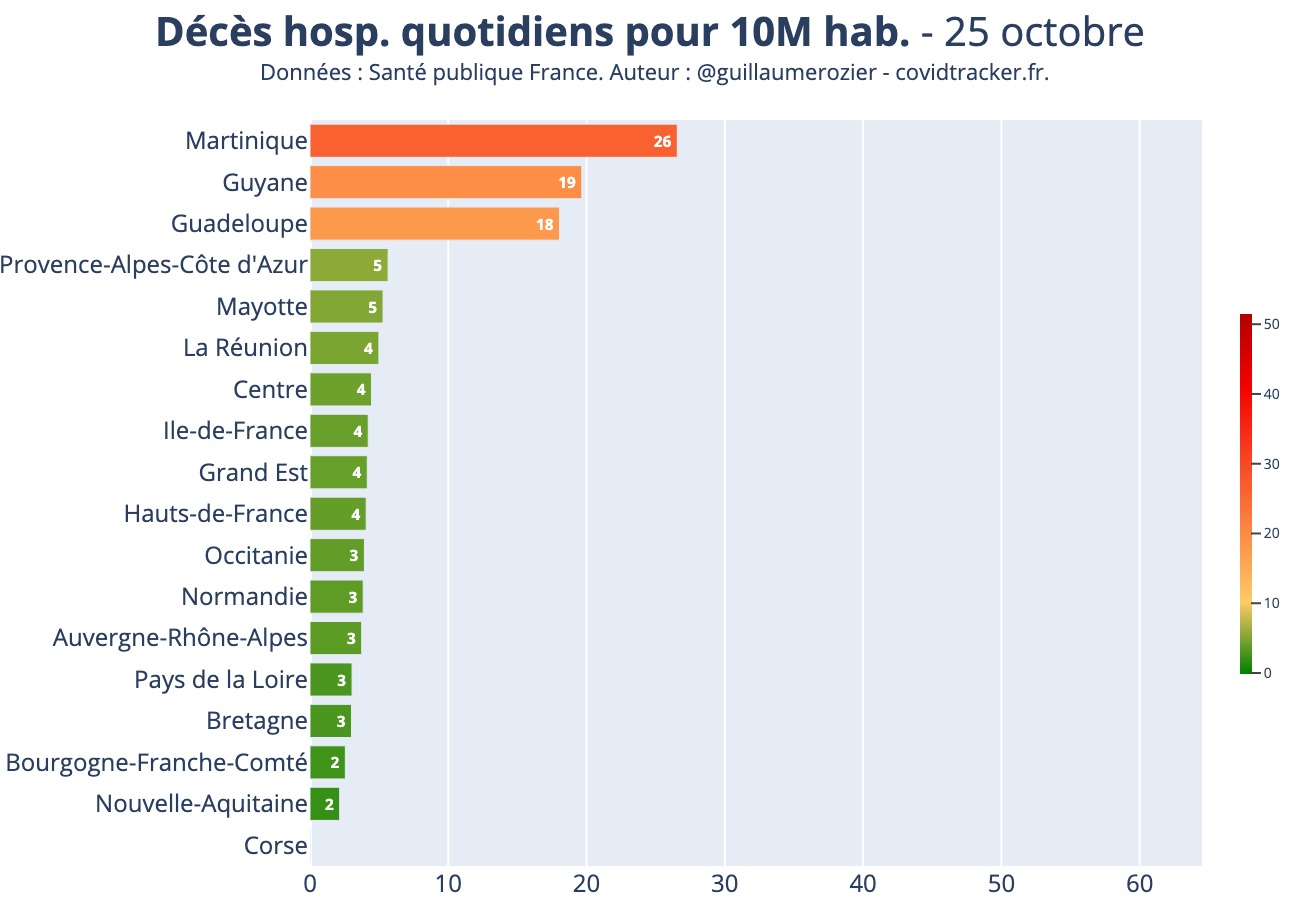 Décès hosp. quotidiens pour 10M hab. - 25 octobre
Données : Santé publique France. Auteur : @guillaumerozier - covidtracker.fr.
Martinique 26
Guyane 19
Guadeloupe 18
Provence-Alpes-Côte d'Azur 5
Mayotte 5
La Réunion 4
Centre 4
Ile-de-France 4
Grand Est 4
Hauts-de-France 4
Occitanie 3
Normandie 3
Auvergne-Rhône-Alpes 3
Pays de la Loire 3
Bretagne 3
Bourgogne-Franche-Comté 2
Nouvelle-Aquitaine 2
Corse
0 10 20 30 40 50 60
50
40
30
20
10
0